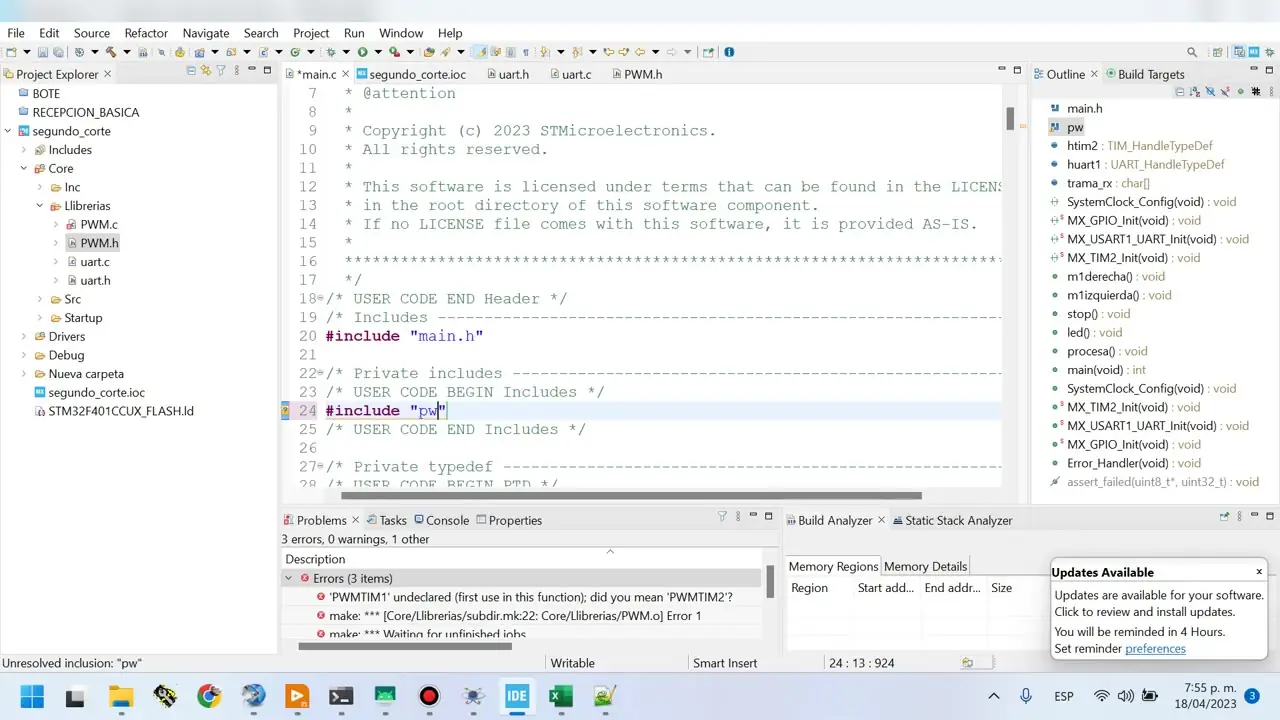 File Edit Source Refactor Navigate Search Project Run Window Help
Project Explorer
BOTE
RECEPCION_BASICA
segundo_corte
Includes
Core
Inc
Llibrerias
PWM.c
PWM.h
uart.c
uart.h
Src
Startup
Drivers
Debug
Nueva carpeta
segundo_corte.ioc
STM32F401CCUX_FLASH.ld
*main.c segundo_corte.ioc uart.h uart.c PWM.h
7 * @attention
8 *
9 * Copyright (c) 2023 STMicroelectronics.
10 * All rights reserved.
11 *
12 * This software is licensed under terms that can be found in the LICENS
13 * in the root directory of this software component.
14 * If no LICENSE file comes with this software, it is provided AS-IS.
15 *
16 ************************************************************************
17 */
18 /* USER CODE END Header */
19 /* Includes ------------------------------------------------------------
20 #include "main.h"
21
22 /* Private includes ----------------------------------------------------
23 /* USER CODE BEGIN Includes */
24 #include "pw"
25 /* USER CODE END Includes */
26
27 /* Private typedef -----------------------------------------------------
28 /* USER CODE BEGIN PTD */
Outline Build Targets
main.h
pw
htim2 : TIM_HandleTypeDef
huart1 : UART_HandleTypeDef
trama_rx : char[]
SystemClock_Config(void) : void
MX_GPIO_Init(void) : void
MX_USART1_UART_Init(void) : void
MX_TIM2_Init(void) : void
m1derecha() : void
m1izquierda() : void
stop() : void
led() : void
procesa() : void
main(void) : int
SystemClock_Config(void) : void
MX_TIM2_Init(void) : void
MX_USART1_UART_Init(void) : void
MX_GPIO_Init(void) : void
Error_Handler(void) : void
assert_failed(uint8_t*, uint32_t) : void
Problems Tasks Console Properties
3 errors, 0 warnings, 1 other
Description
Errors (3 items)
'PWMTIM1' undeclared (first use in this function); did you mean 'PWMTIM2'?
make: *** [Core/Llibrerias/subdir.mk:22: Core/Llibrerias/PWM.o] Error 1
make: *** Waiting for unfinished jobs
Build Analyzer Static Stack Analyzer
Memory Regions Memory Details
Region Start add... End addr... Size
Updates Available
Updates are available for your software.
Click to review and install updates.
You will be reminded in 4 Hours.
Set reminder preferences
Unresolved inclusion: "pw" Writable Smart Insert 24 : 13 : 924
IDE ESP 7:55 p. m.
18/04/2023 3